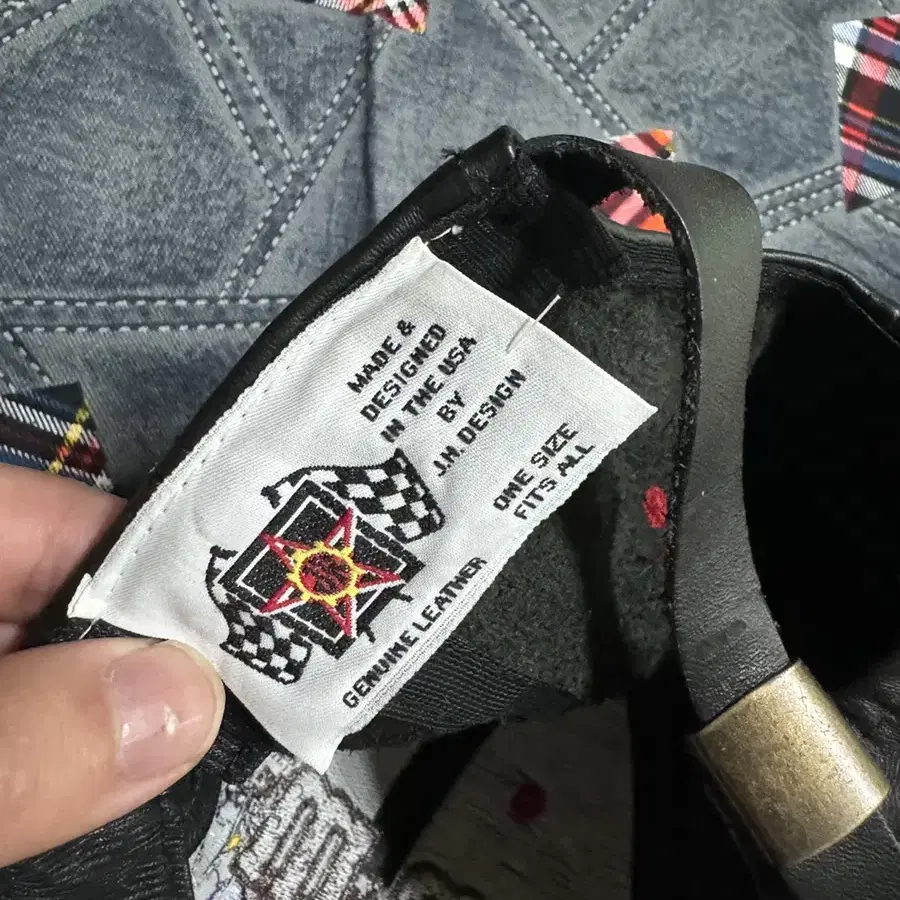 MADE &
DESIGNED
IN THE USA
BY
J.H. DESIGN
ONE SIZE
FITS ALL
GENUINE LEATHER